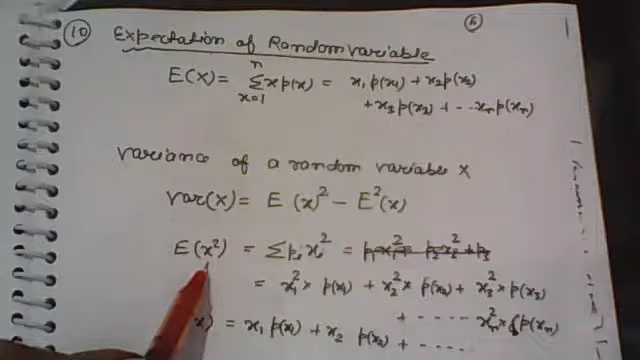 6
10 Expectation of Random variable
E(X) = n Σ x=1 x p(x) = x₁ p(x₁) + x₂ p(x₂)
+ x₃ p(x₃) + -.. xₙ p(xₙ)
variance of a random variable x
var(x) = E (x)² − E²(x)
E(x²) = Σ pᵢ xᵢ² =
= x₁² × p(x₁) + x₂² × p(x₂) + x₃² × p(x₃)
+ ----- xₙ² × p(xₙ)
x) = x₁ p(x₁) + x₂ p(x₂) + ----